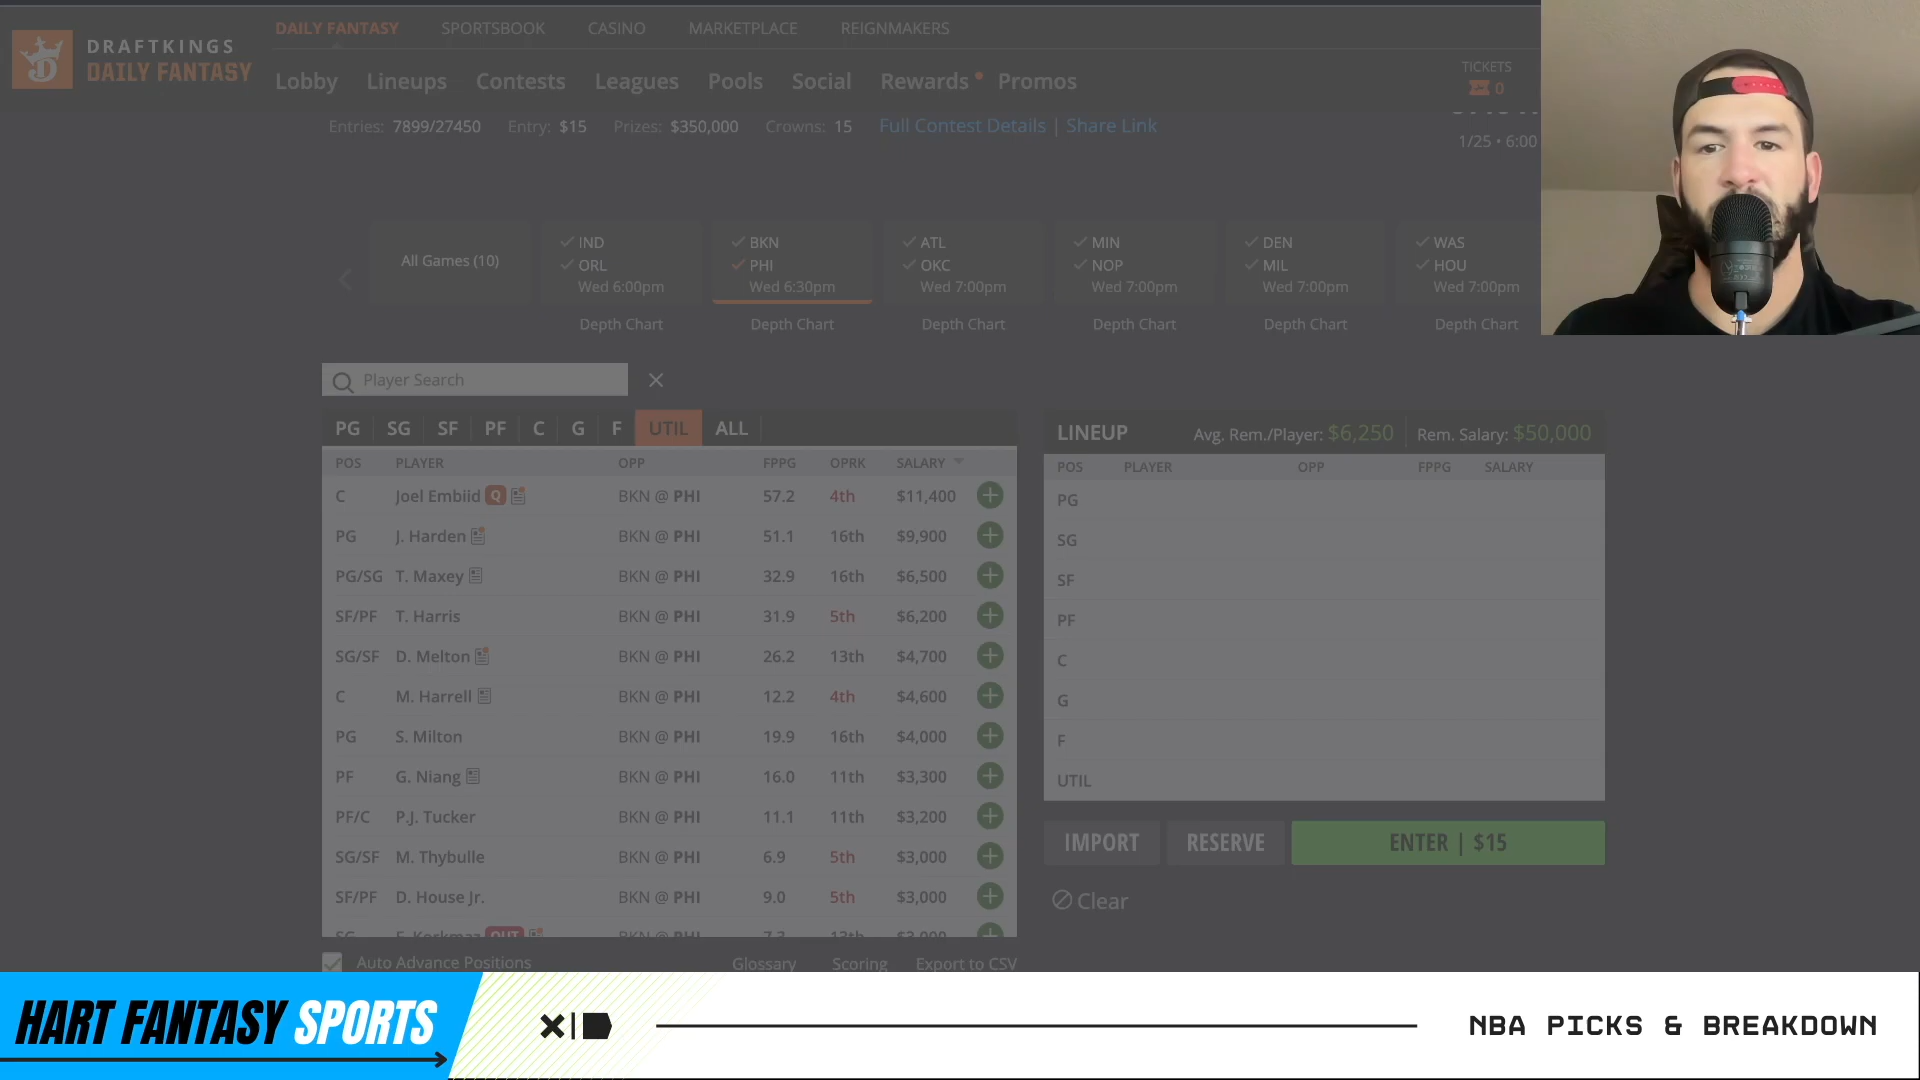 DRAFTKINGS
DAILY FANTASY
DAILY FANTASY SPORTSBOOK CASINO MARKETPLACE REIGNMAKERS
Lobby Lineups Contests Leagues Pools Social Rewards Promos
TICKETS
0
Entries: 7899/27450 Entry: $15 Prizes: $350,000 Crowns: 15 Full Contest Details | Share Link
1/25 • 6:00
All Games (10)
IND
ORL
Wed 6:00pm
Depth Chart
BKN
PHI
Wed 6:30pm
Depth Chart
ATL
OKC
Wed 7:00pm
Depth Chart
MIN
NOP
Wed 7:00pm
Depth Chart
DEN
MIL
Wed 7:00pm
Depth Chart
WAS
HOU
Wed 7:00pm
Depth Chart
Player Search
PG SG SF PF C G F UTIL ALL
POS PLAYER OPP FPPG OPRK SALARY
C Joel Embiid Q BKN @ PHI 57.2 4th $11,400
PG J. Harden BKN @ PHI 51.1 16th $9,900
PG/SG T. Maxey BKN @ PHI 32.9 16th $6,500
SF/PF T. Harris BKN @ PHI 31.9 5th $6,200
SG/SF D. Melton BKN @ PHI 26.2 13th $4,700
C M. Harrell BKN @ PHI 12.2 4th $4,600
PG S. Milton BKN @ PHI 19.9 16th $4,000
PF G. Niang BKN @ PHI 16.0 11th $3,300
PF/C P.J. Tucker BKN @ PHI 11.1 11th $3,200
SG/SF M. Thybulle BKN @ PHI 6.9 5th $3,000
SF/PF D. House Jr. BKN @ PHI 9.0 5th $3,000
SG F. Korkmaz OUT BKN @ PHI 7.3 13th $3,000
Auto Advance Positions Glossary Scoring Export to CSV
LINEUP Avg. Rem./Player: $6,250 Rem. Salary: $50,000
POS PLAYER OPP FPPG SALARY
PG
SG
SF
PF
C
G
F
UTIL
IMPORT RESERVE ENTER | $15
Clear
HART FANTASY SPORTS
NBA PICKS & BREAKDOWN